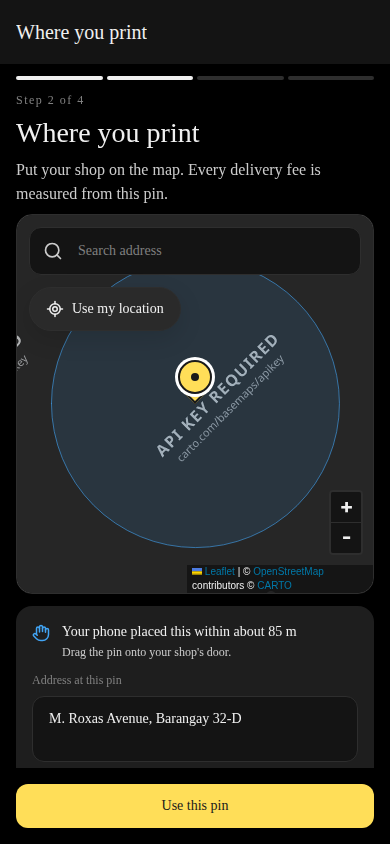 Where you print
Step 2 of 4
Where you print
Put your shop on the map. Every delivery fee is
measured from this pin.
Search address
Use my location
API KEY REQUIRED
carto.com/basemaps/apikey
+
-
Leaflet | © OpenStreetMap
contributors © CARTO
Your phone placed this within about 85 m
Drag the pin onto your shop's door.
Address at this pin
M. Roxas Avenue, Barangay 32-D
Use this pin